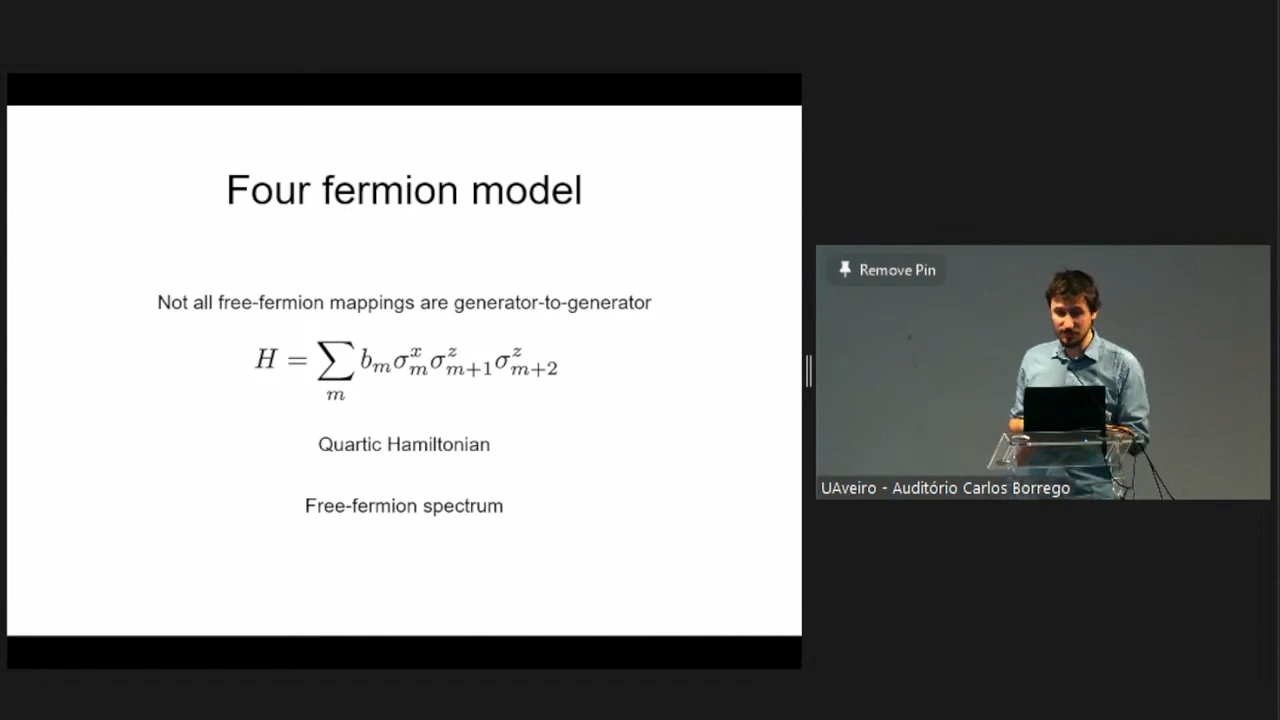 Four fermion model
Not all free-fermion mappings are generator-to-generator
$H = \sum_{m} b_m \sigma^x_m \sigma^z_{m+1} \sigma^z_{m+2}$
Quartic Hamiltonian
Free-fermion spectrum
Remove Pin
UAveiro - Auditório Carlos Borrego